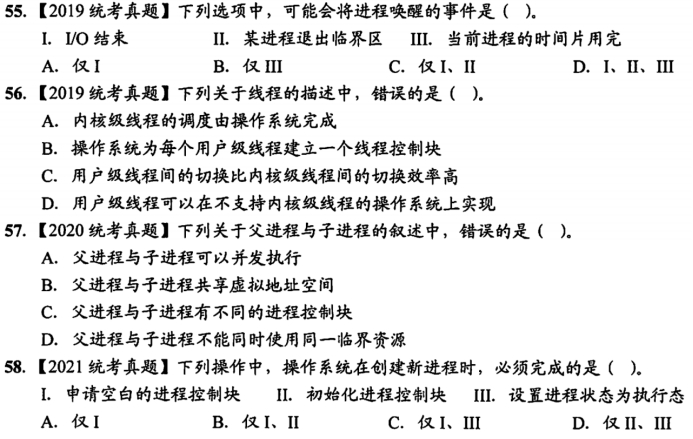 55. 【2019 统考真题】下列选项中，可能会将进程唤醒的事件是（ ）。
I. I/O 结束 II. 某进程退出临界区 III. 当前进程的时间片用完
A. 仅 I B. 仅 III C. 仅 I、II D. I、II、III
56. 【2019 统考真题】下列关于线程的描述中，错误的是（ ）。
A. 内核级线程的调度由操作系统完成
B. 操作系统为每个用户级线程建立一个线程控制块
C. 用户级线程间的切换比内核级线程间的切换效率高
D. 用户级线程可以在不支持内核级线程的操作系统上实现
57. 【2020 统考真题】下列关于父进程与子进程的叙述中，错误的是（ ）。
A. 父进程与子进程可以并发执行
B. 父进程与子进程共享虚拟地址空间
C. 父进程与子进程有不同的进程控制块
D. 父进程与子进程不能同时使用同一临界资源
58. 【2021 统考真题】下列操作中，操作系统在创建新进程时，必须完成的是（ ）。
I. 申请空白的进程控制块 II. 初始化进程控制块 III. 设置进程状态为执行态
A. 仅 I B. 仅 I、II C. 仅 I、III D. 仅 II、III